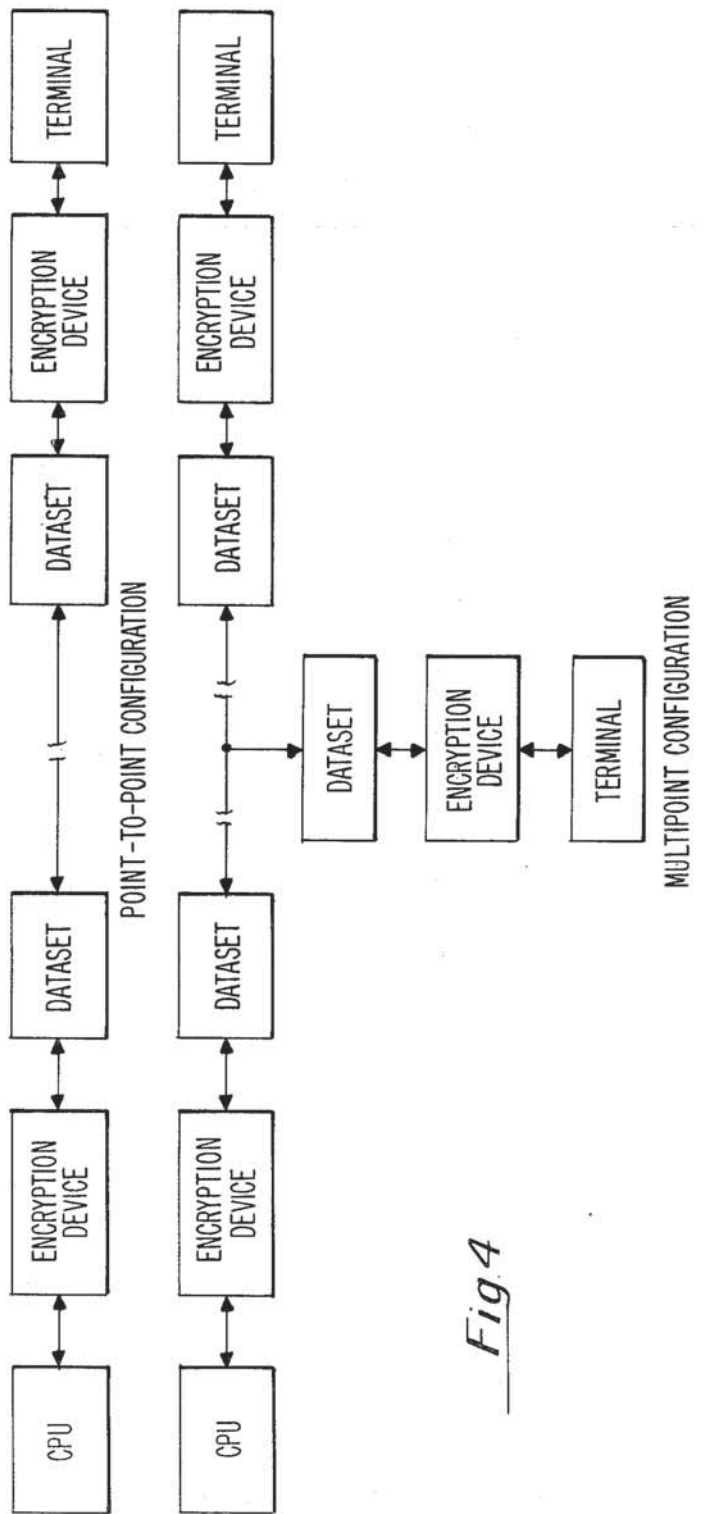 CPU
ENCRYPTION
DEVICE
DATASET
DATASET
ENCRYPTION
DEVICE
TERMINAL
POINT-TO-POINT CONFIGURATION
CPU
ENCRYPTION
DEVICE
DATASET
DATASET
ENCRYPTION
DEVICE
TERMINAL
DATASET
ENCRYPTION
DEVICE
TERMINAL
MULTIPOINT CONFIGURATION
Fig. 4